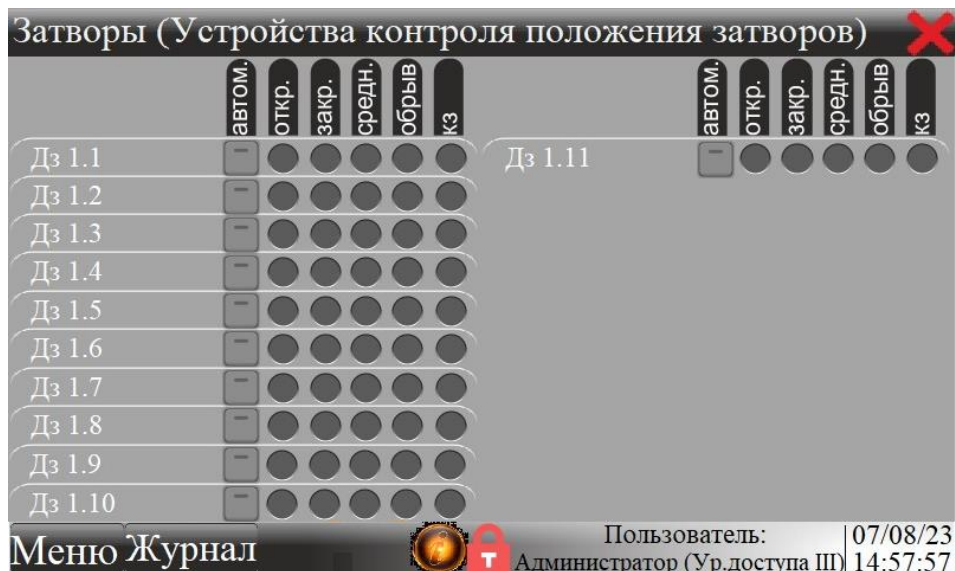 Затворы (Устройства контроля положения затворов)
автом. откр. закр. средн. обрыв кз
автом. откр. закр. средн. обрыв кз
Дз 1.1
Дз 1.2
Дз 1.3
Дз 1.4
Дз 1.5
Дз 1.6
Дз 1.7
Дз 1.8
Дз 1.9
Дз 1.10
Дз 1.11
Меню Журнал
i
Т
Пользователь:
Администратор (Ур.доступа III)
07/08/23
14:57:57